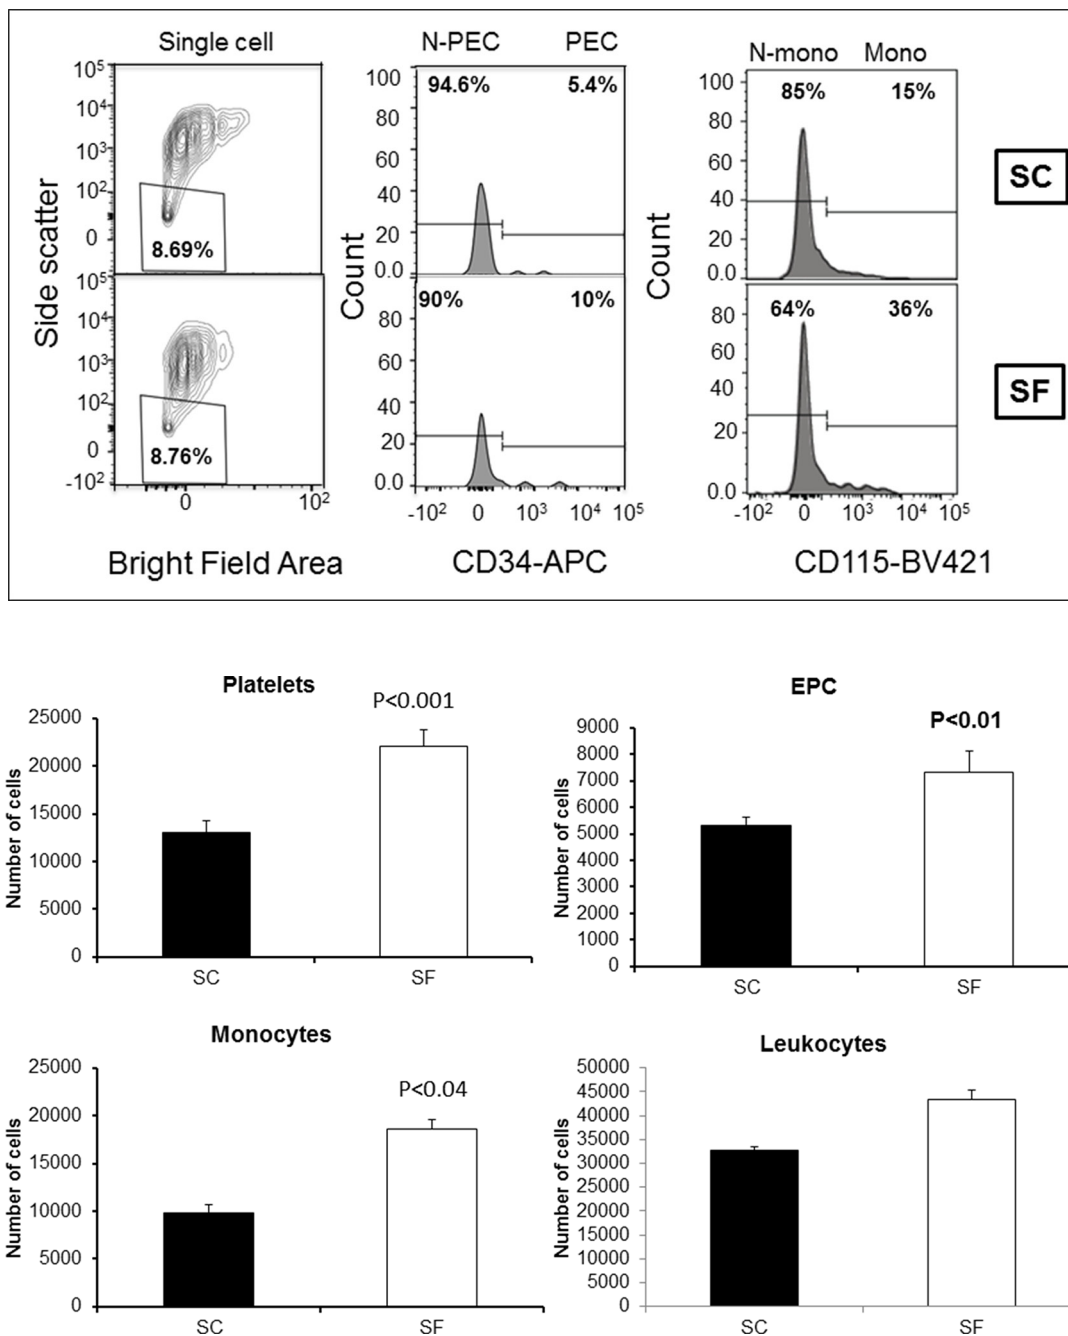 Single cell
N-PEC PEC
N-mono Mono
10⁵
10⁴
10³
10²
0
8.69%
100
80
60
40
20
0.0
94.6% 5.4%
100
80
60
40
20
0.0
85% 15%
SC
Side scatter
Count
Count
10⁵
10⁴
10³
10²
0
-10²
8.76%
0 10²
Bright Field Area
80
60
40
20
0.0
90% 10%
-10² 0 10³ 10⁴ 10⁵
CD34-APC
80
60
40
20
0.0
64% 36%
-10² 0 10³ 10⁴ 10⁵
CD115-BV421
SF
Platelets
P<0.001
Number of cells
25000
20000
15000
10000
5000
0
SC SF
EPC
P<0.01
Number of cells
9000
8000
7000
6000
5000
4000
3000
2000
1000
0
SC SF
Monocytes
P<0.04
Number of cells
25000
20000
15000
10000
5000
0
SC SF
Leukocytes
Number of cells
50000
45000
40000
35000
30000
25000
20000
15000
10000
5000
0
SC SF